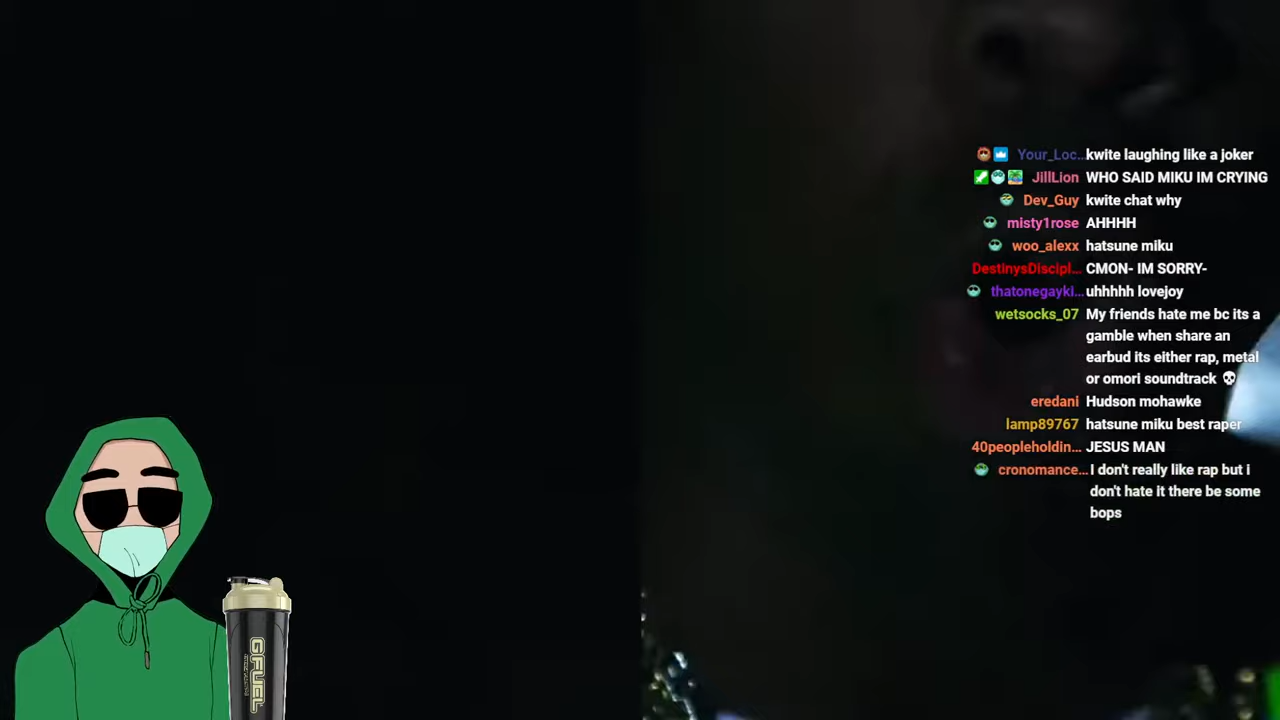 Your_Loc... kwite laughing like a joker
JillLion WHO SAID MIKU IM CRYING
Dev_Guy kwite chat why
misty1rose AHHHH
woo_alexx hatsune miku
DestinysDiscipl... CMON- IM SORRY-
thatonegayki... uhhhhh lovejoy
wetsocks_07 My friends hate me bc its a
gamble when share an
earbud its either rap, metal
or omori soundtrack 💀
eredani Hudson mohawke
lamp89767 hatsune miku best raper
40peopleholdin... JESUS MAN
cronomance... I don't really like rap but i
don't hate it there be some
bops
G FUEL